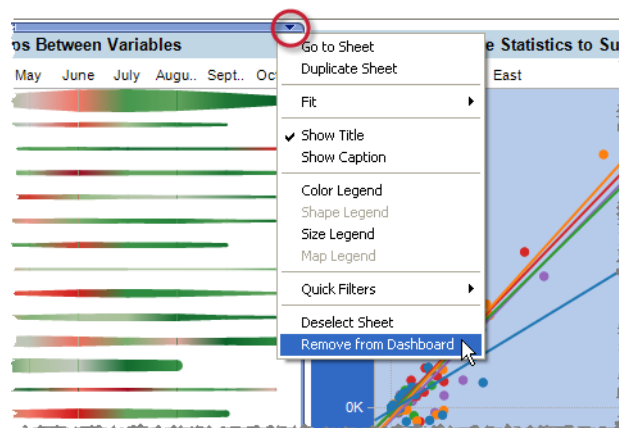 os Between Variables
e Statistics to Su
May June July Augu.. Sept.. Oc
East
Go to Sheet
Duplicate Sheet
Fit
Show Title
Show Caption
Color Legend
Shape Legend
Size Legend
Map Legend
Quick Filters
Deselect Sheet
Remove from Dashboard
0K